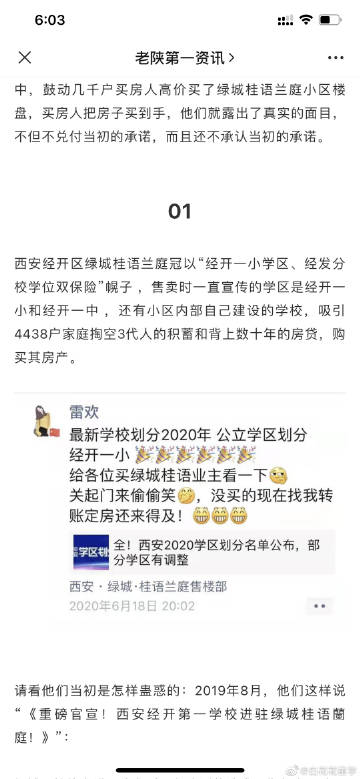 6:03
老陕第一资讯
中，鼓动几千户买房人高价买了绿城桂语兰庭小区楼
盘，买房人把房子买到手，他们就露出了真实的面目，
不但不兑付当初的承诺，而且还不承认当初的承诺。
01
西安经开区绿城桂语兰庭冠以“经开一小学区、经发分
校学位双保险”幌子，售卖时一直宣传的学区是经开一
小和经开一中，还有小区内部自己建设的学校，吸引
4438户家庭掏空3代人的积蓄和背上数十年的房贷，购
买其房产。
雷欢
最新学校划分2020年 公立学区划分
经开一小 🎉🎉🎉🎉🎉🎉
给各位买绿城桂语业主看一下🧐
关起门来偷偷笑🤭，没买的现在找我转
账定房还来得及！😁😁😁
学区划
全！西安2020学区划分名单公布，部
分学区有调整
西安 · 绿城·桂语兰庭售楼部
2020年6月18日 20:02
请看他们当初是怎样蛊惑的：2019年8月，他们这样说
“《重磅官宣！西安经开第一学校进驻绿城桂语蘭
庭！》”：